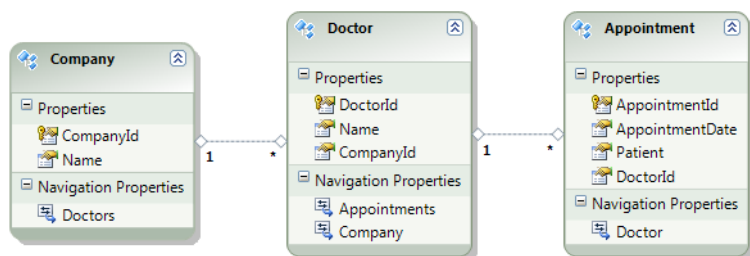 Company
Properties
CompanyId
Name
Navigation Properties
Doctors
1
*
Doctor
Properties
DoctorId
Name
CompanyId
Navigation Properties
Appointments
Company
1
*
Appointment
Properties
AppointmentId
AppointmentDate
Patient
DoctorId
Navigation Properties
Doctor